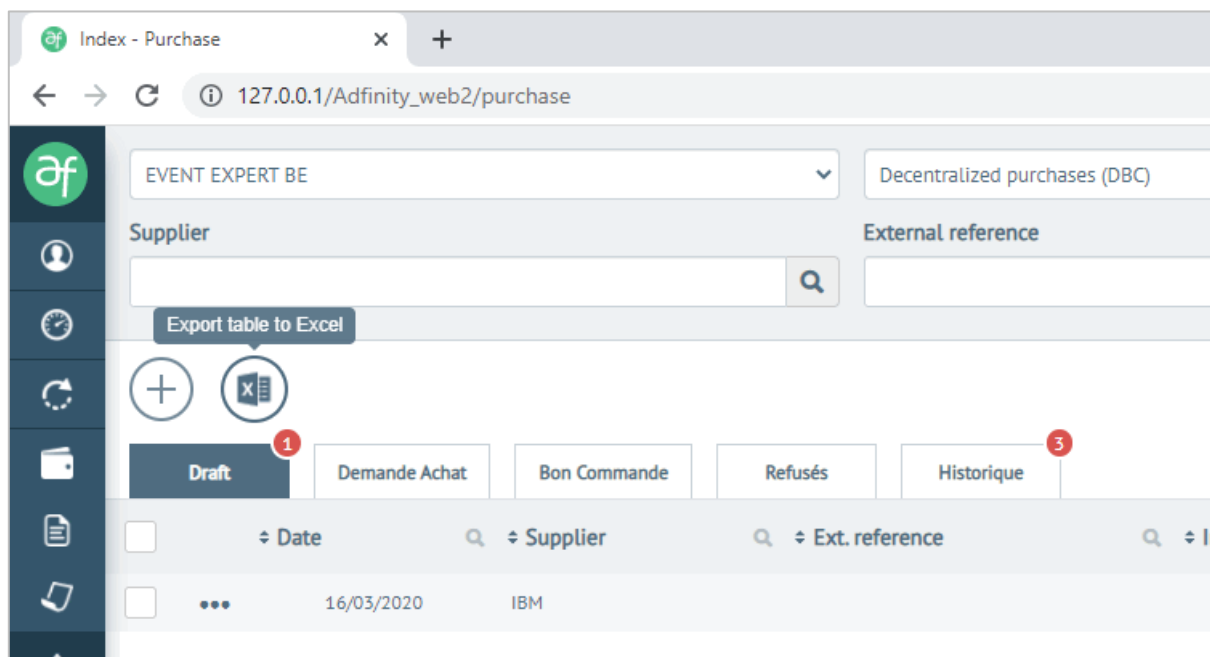 Index - Purchase
127.0.0.1/Adfinity_web2/purchase
EVENT EXPERT BE
Decentralized purchases (DBC)
Supplier
External reference
Export table to Excel
1
3
Draft
Demande Achat
Bon Commande
Refusés
Historique
Date
Supplier
Ext. reference
16/03/2020
IBM